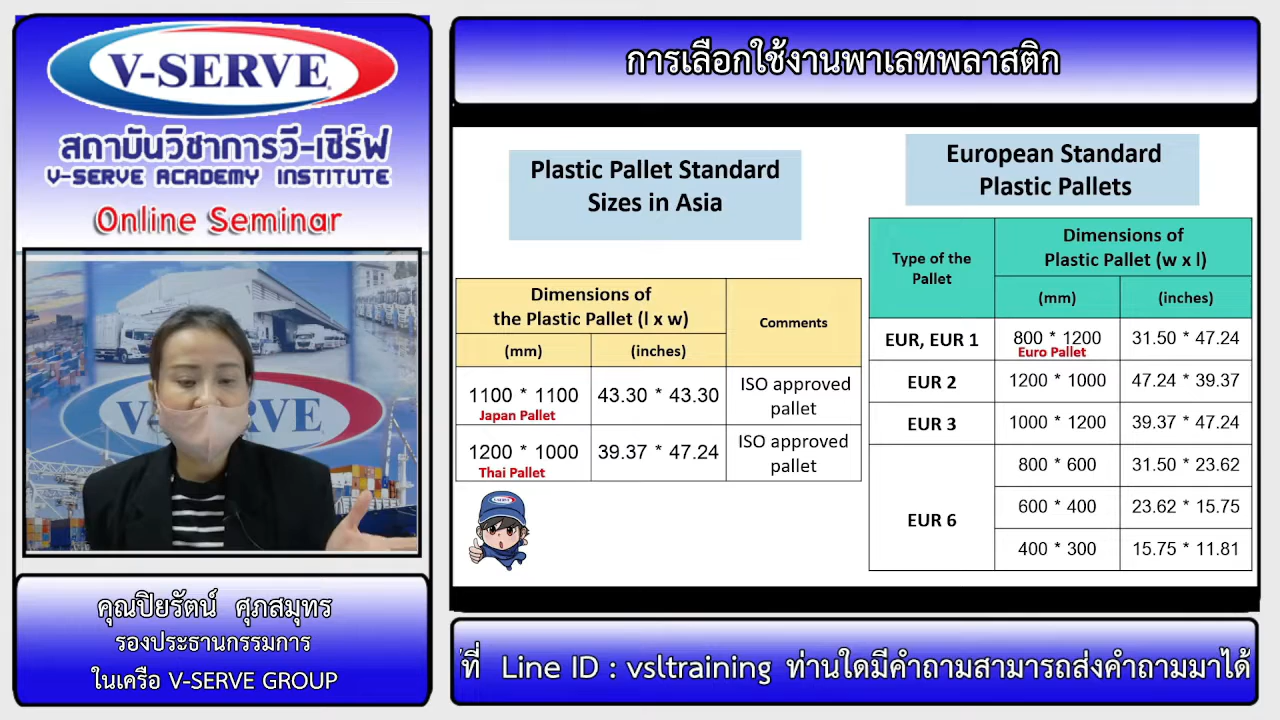 V-SERVE
สถาบันวิชาการวี-เซิร์ฟ
V-SERVE ACADEMY INSTITUTE
Online Seminar
V-SERVE
คุณปิยรัตน์ ศุภสมุทร
รองประธานกรรมการ
ในเครือ V-SERVE GROUP
การเลือกใช้งานพาเลทพลาสติก
Plastic Pallet Standard
Sizes in Asia
Dimensions of
the Plastic Pallet (l x w)
Comments
(mm) (inches)
1100 * 1100 43.30 * 43.30 ISO approved
Japan Pallet pallet
1200 * 1000 39.37 * 47.24 ISO approved
Thai Pallet pallet
V-SERVE
European Standard
Plastic Pallets
Type of the
Pallet
Dimensions of
Plastic Pallet (w x l)
(mm) (inches)
EUR, EUR 1 800 * 1200 31.50 * 47.24
Euro Pallet
EUR 2 1200 * 1000 47.24 * 39.37
EUR 3 1000 * 1200 39.37 * 47.24
800 * 600 31.50 * 23.62
EUR 6 600 * 400 23.62 * 15.75
400 * 300 15.75 * 11.81
ที่ Line ID : vsltraining ท่านใดมีคำถามสามารถส่งคำถามมาได้